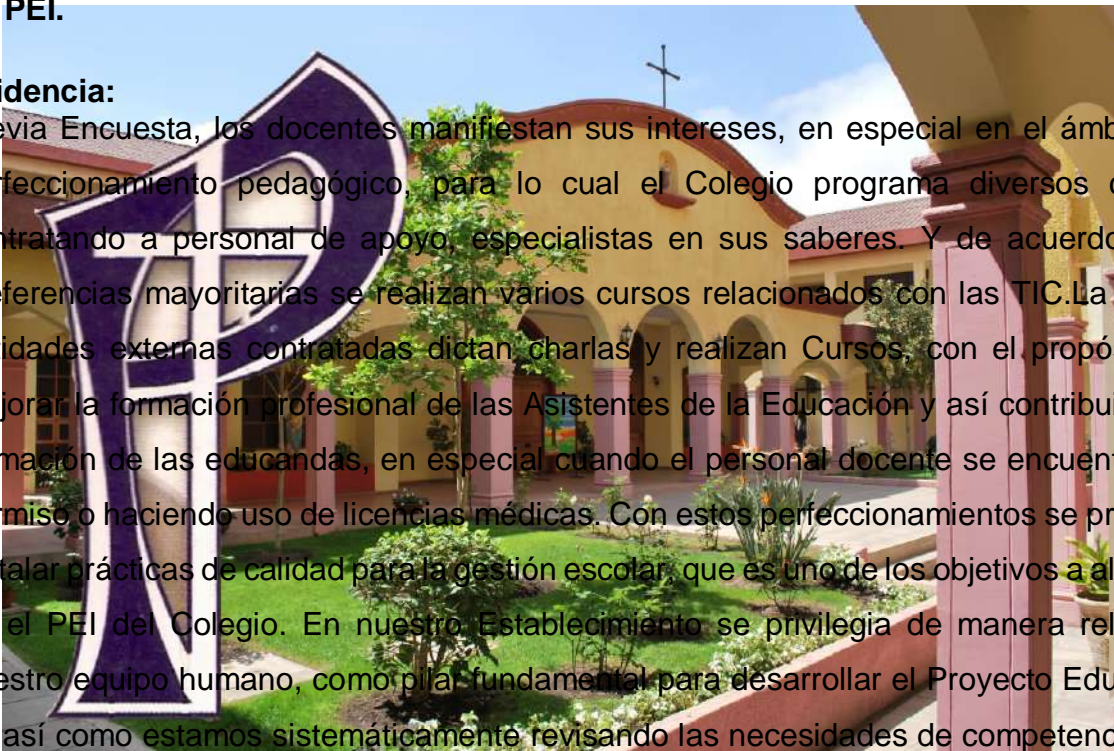 PEI.
idencia:
evia Encuesta, los docentes manifiestan sus intereses, en especial en el ámb
rfeccionamiento pedagógico, para lo cual el Colegio programa diversos c
ntratando a personal de apoyo, especialistas en sus saberes. Y de acuerdo
eferencias mayoritarias se realizan varios cursos relacionados con las TIC.La
tidades externas contratadas dictan charlas y realizan Cursos, con el propó
ejorar la formación profesional de las Asistentes de la Educación y así contribui
rmación de las educandas, en especial cuando el personal docente se encuent
rmiso o haciendo uso de licencias médicas. Con estos perfeccionamientos se pr
talar prácticas de calidad para la gestión escolar, que es uno de los objetivos a al
el PEI del Colegio. En nuestro Establecimiento se privilegia de manera rel
estro equipo humano, como pilar fundamental para desarrollar el Proyecto Edu
así como estamos sistemáticamente revisando las necesidades de competenc